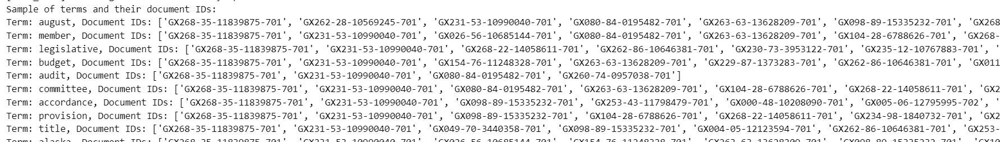 Sample of terms and their document IDs:
Term: august, Document IDs: ['GX268-35-11839875-701', 'GX262-28-10569245-701', 'GX231-53-10990040-701', 'GX080-84-0195482-701', 'GX263-63-13628209-701', 'GX098-89-15335232-701', 'GX268
Term: member, Document IDs: ['GX268-35-11839875-701', 'GX231-53-10990040-701', 'GX026-56-10685144-701', 'GX080-84-0195482-701', 'GX263-63-13628209-701', 'GX104-28-6788626-701', 'GX268-
Term: legislative, Document IDs: ['GX268-35-11839875-701', 'GX231-53-10990040-701', 'GX268-22-14058611-701', 'GX262-86-10646381-701', 'GX230-73-3953122-701', 'GX235-12-10767883-701', '
Term: budget, Document IDs: ['GX268-35-11839875-701', 'GX231-53-10990040-701', 'GX154-76-11248328-701', 'GX263-63-13628209-701', 'GX229-87-1373283-701', 'GX262-86-10646381-701', 'GX011
Term: audit, Document IDs: ['GX268-35-11839875-701', 'GX231-53-10990040-701', 'GX080-84-0195482-701', 'GX260-74-0957038-701']
Term: committee, Document IDs: ['GX268-35-11839875-701', 'GX231-53-10990040-701', 'GX080-84-0195482-701', 'GX263-63-13628209-701', 'GX104-28-6788626-701', 'GX268-22-14058611-701', 'GX2
Term: accordance, Document IDs: ['GX268-35-11839875-701', 'GX231-53-10990040-701', 'GX098-89-15335232-701', 'GX253-43-11798479-701', 'GX000-48-10208090-701', 'GX005-06-12795995-702', '
Term: provision, Document IDs: ['GX268-35-11839875-701', 'GX231-53-10990040-701', 'GX098-89-15335232-701', 'GX104-28-6788626-701', 'GX268-22-14058611-701', 'GX234-98-1840732-701', 'GX2
Term: title, Document IDs: ['GX268-35-11839875-701', 'GX231-53-10990040-701', 'GX049-70-3440358-701', 'GX098-89-15335232-701', 'GX004-05-12123594-701', 'GX262-86-10646381-701', 'GX253-
Term: alaska, Document IDs: ['GX268-35-11839875-701', 'GX231-53-10990040-701', 'GX026-56-10685144-701', 'GX154-76-11248328-701', 'GX263-63-13628209-701', 'GX098-89-15335232-701', 'GX10